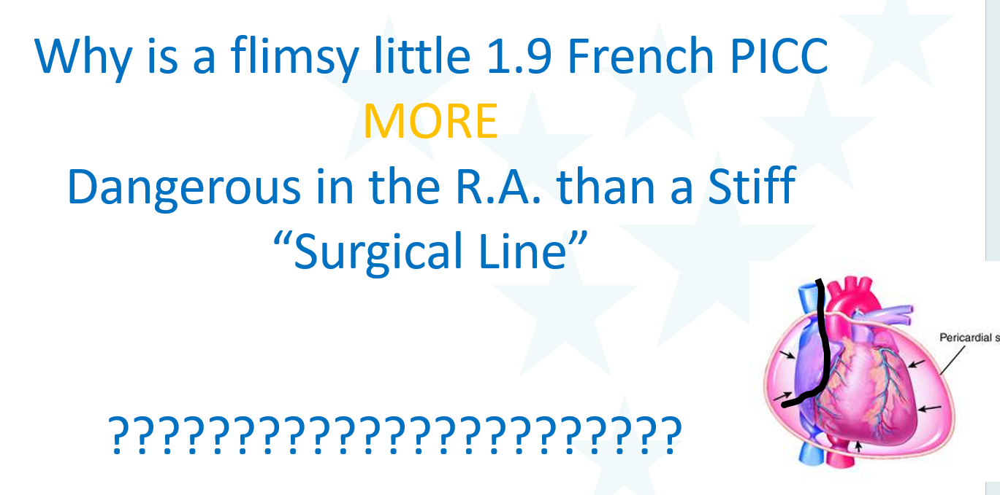 Why is a flimsy little 1.9 French PICC
MORE
Dangerous in the R.A. than a Stiff
“Surgical Line”
Pericardial s
???????????????????????